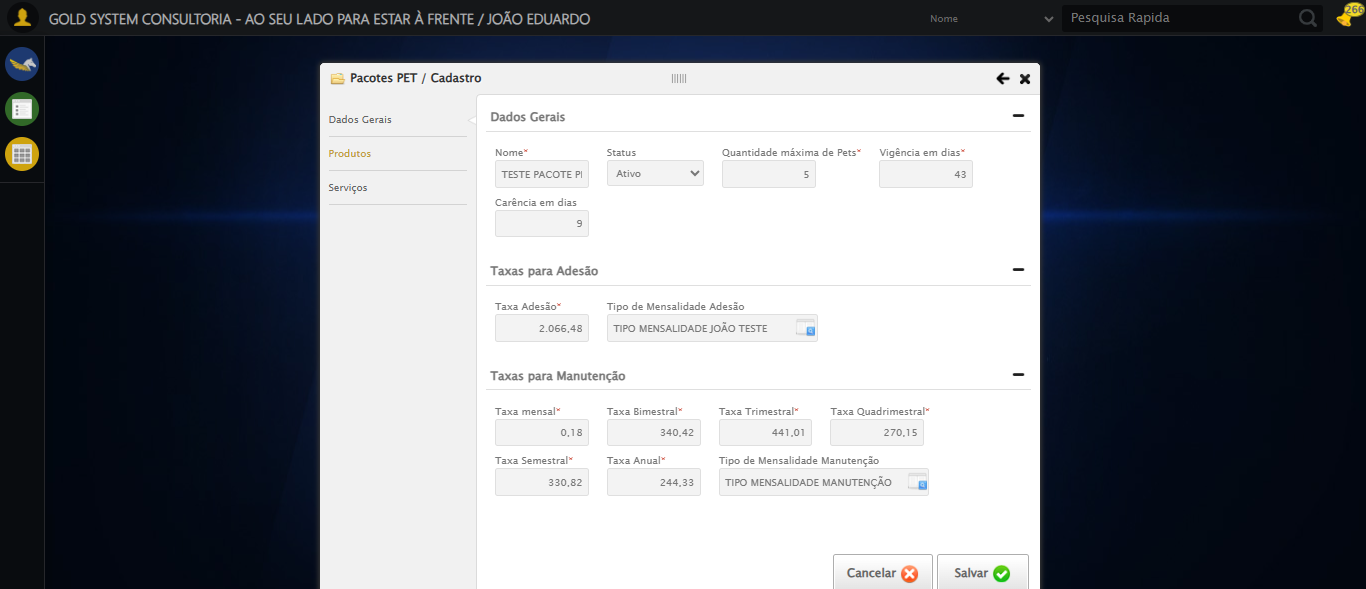 GOLD SYSTEM CONSULTORIA - AO SEU LADO PARA ESTAR À FRENTE / JOÃO EDUARDO
Nome
Pesquisa Rapida
266
Pacotes PET / Cadastro
Dados Gerais
Produtos
Serviços
Dados Gerais
Nome* Status Quantidade máxima de Pets* Vigência em dias*
TESTE PACOTE P Ativo 5 43
Carência em dias
9
Taxas para Adesão
Taxa Adesão* Tipo de Mensalidade Adesão
2.066,48 TIPO MENSALIDADE JOÃO TESTE
Taxas para Manutenção
Taxa mensal* Taxa Bimestral* Taxa Trimestral* Taxa Quadrimestral*
0,18 340,42 441,01 270,15
Taxa Semestral* Taxa Anual* Tipo de Mensalidade Manutenção
330,82 244,33 TIPO MENSALIDADE MANUTENÇÃO
Cancelar Salvar